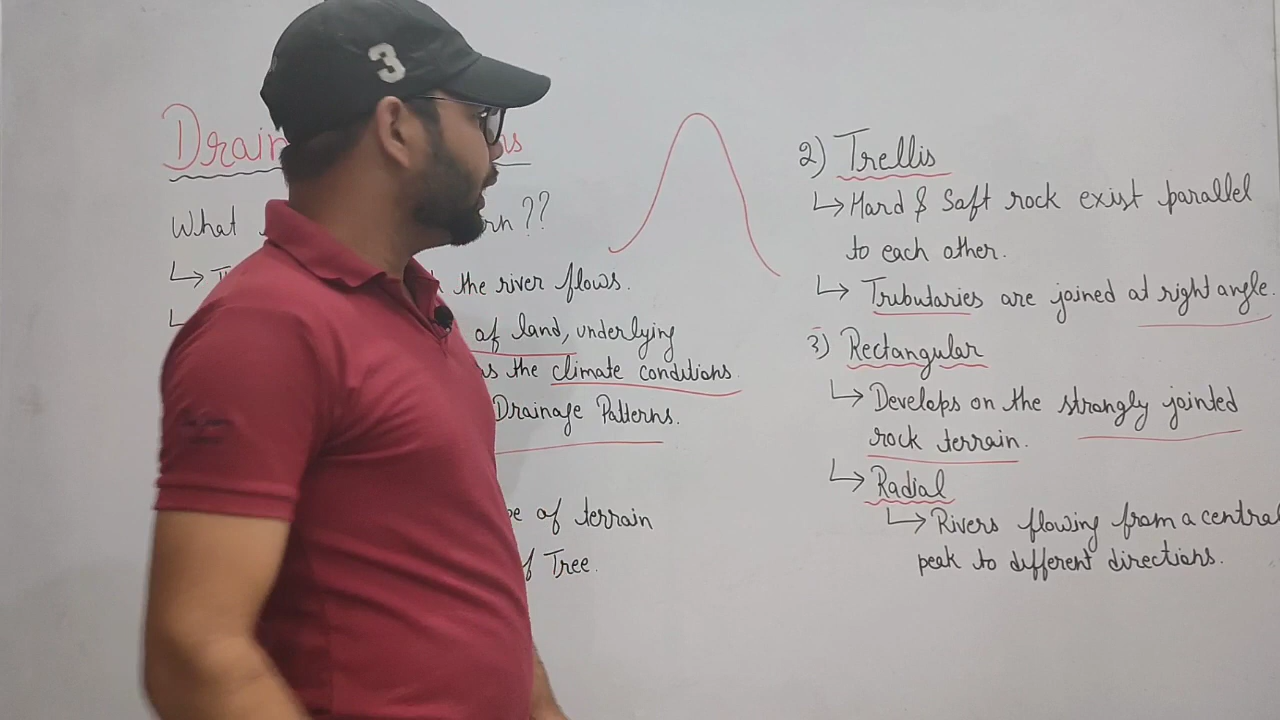 3
What
?? 
the river flows.
of land, underlying
the climate conditions.
Drainage Patterns.
of terrain
Tree.
2) Trellis
↳ Hard & Soft rock exist parallel
to each other.
↳ Tributaries are joined at right angle.
3) Rectangular
↳ Develops on the strongly jointed
rock terrain.
↳ Radial
↳ Rivers flowing from a central
peak to different directions.